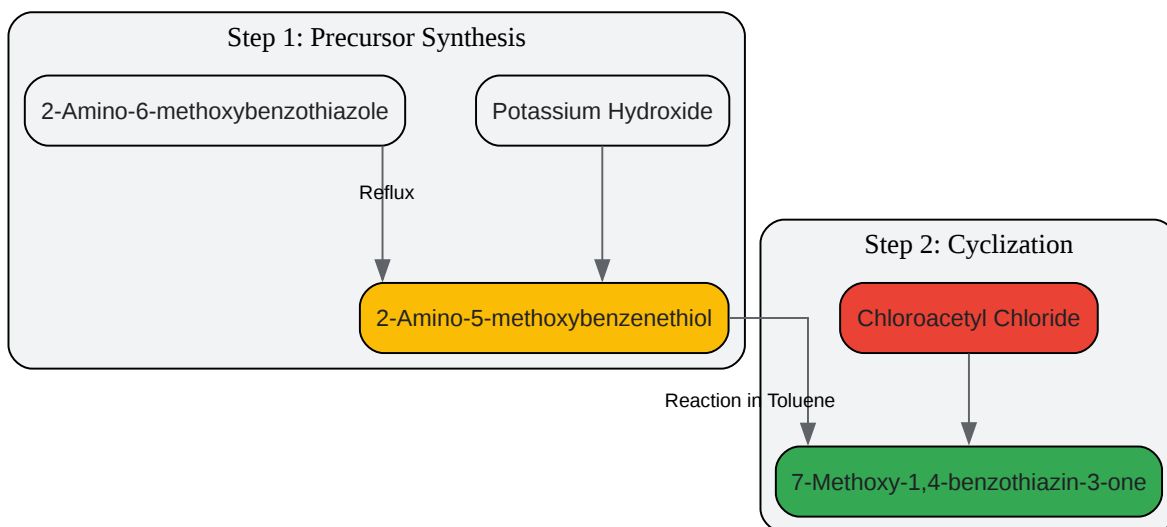 Step 1: Precursor Synthesis
2-Amino-6-methoxybenzothiazole
Potassium Hydroxide
Reflux
2-Amino-5-methoxybenzenethiol
Step 2: Cyclization
Chloroacetyl Chloride
Reaction in Toluene
7-Methoxy-1,4-benzothiazin-3-one